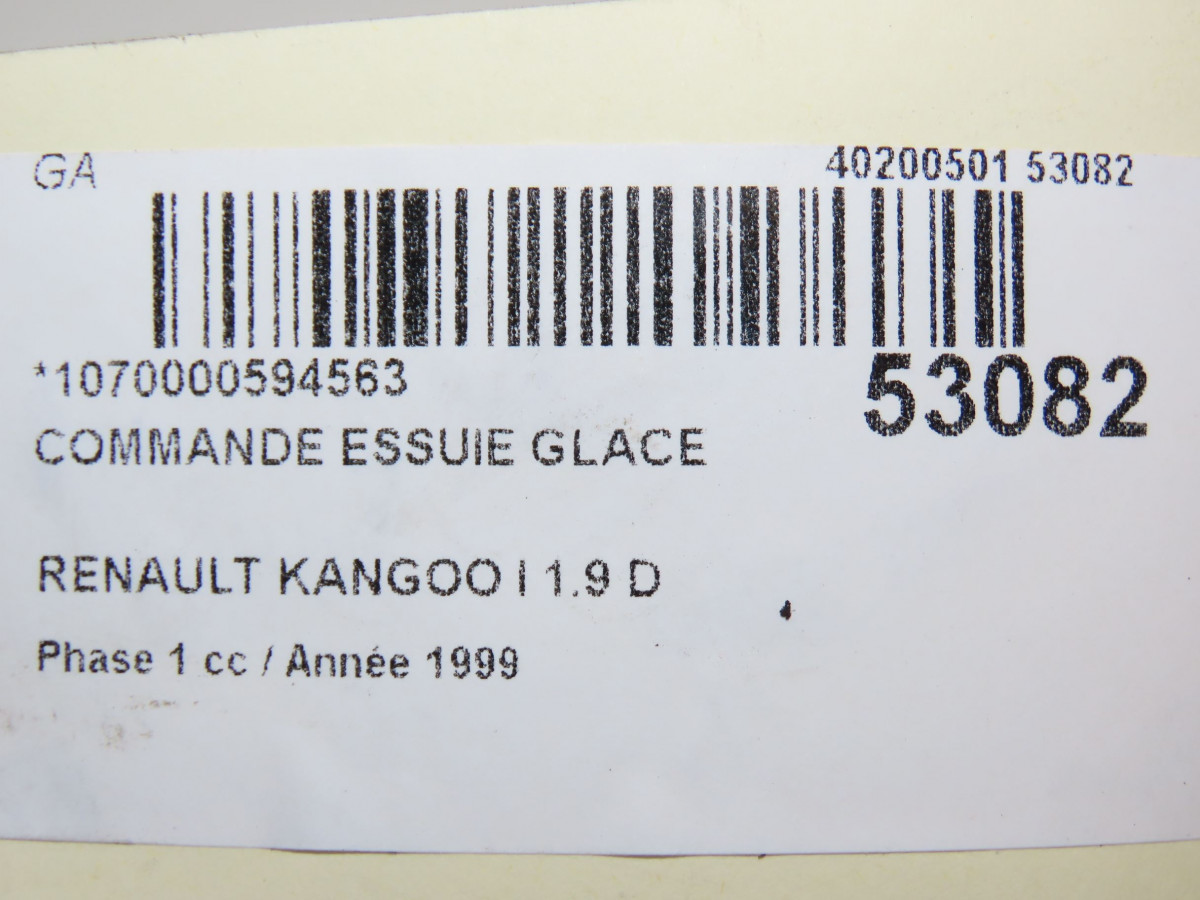 GA
40200501 53082
*1070000594563
53082
COMMANDE ESSUIE GLACE
RENAULT KANGOO I 1.9 D
Phase 1 cc / Année 1999